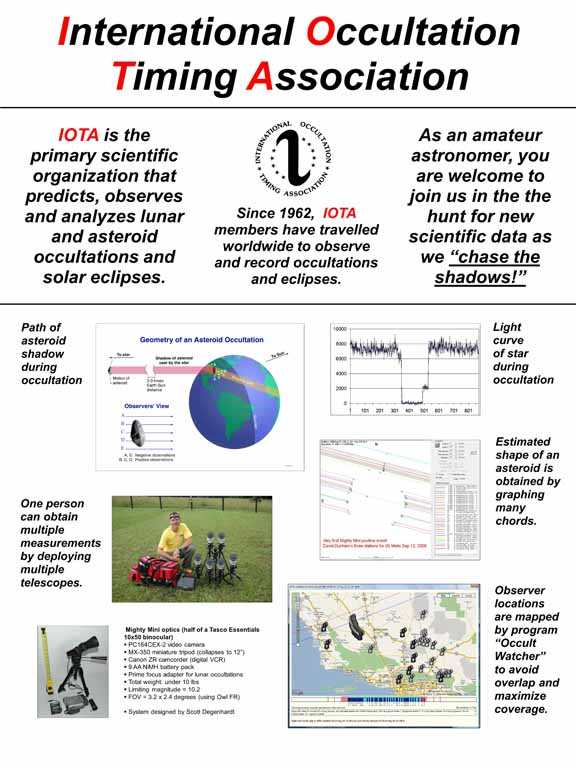 International Occultation
Timing Association
IOTA is the
primary scientific
organization that
predicts, observes
and analyzes lunar
and asteroid
occultations and
solar eclipses.
INTERNATIONAL OCCULTATION
TIMING ASSOCIATION
Since 1962, IOTA
members have travelled
worldwide to observe
and record occultations
and eclipses.
As an amateur
astronomer, you
are welcome to
join us in the the
hunt for new
scientific data as
we “chase the
shadows!”
Path of
asteroid
shadow
during
occultation
Geometry of an Asteroid Occultation
To star
Shadow of asteroid
cast by the star
To Sun
Motion of
asteroid
2-3 times
Earth-Sun
distance
Observers' View
A
B
C
D
E
A, E: Negative observations
B, C, D: Positive observations
10000
8000
6000
4000
2000
0
1 101 201 301 401 501 601 701 801
Light
curve
of star
during
occultation
Estimated
shape of an
asteroid is
obtained by
graphing
many
chords.
Very first Mighty Mini positive event!
David Dunham's three stations for (9) Metis Sep 12, 2008
One person
can obtain
multiple
measurements
by deploying
multiple
telescopes.
Mighty Mini optics (half of a Tasco Essentials
10x50 binocular)
• PC164CEX-2 video camera
• MX-350 miniature tripod (collapses to 12”)
• Canon ZR camcorder (digital VCR)
• 9 AA NiMH battery pack
• Prime focus adapter for lunar occultations
• Total weight: under 10 lbs
• Limiting magnitude = 10.2
• FOV = 3.2 x 2.4 degrees (using Owl FR)
• System designed by Scott Degenhardt
Observer
locations
are mapped
by program
“Occult
Watcher”
to avoid
overlap and
maximize
coverage.